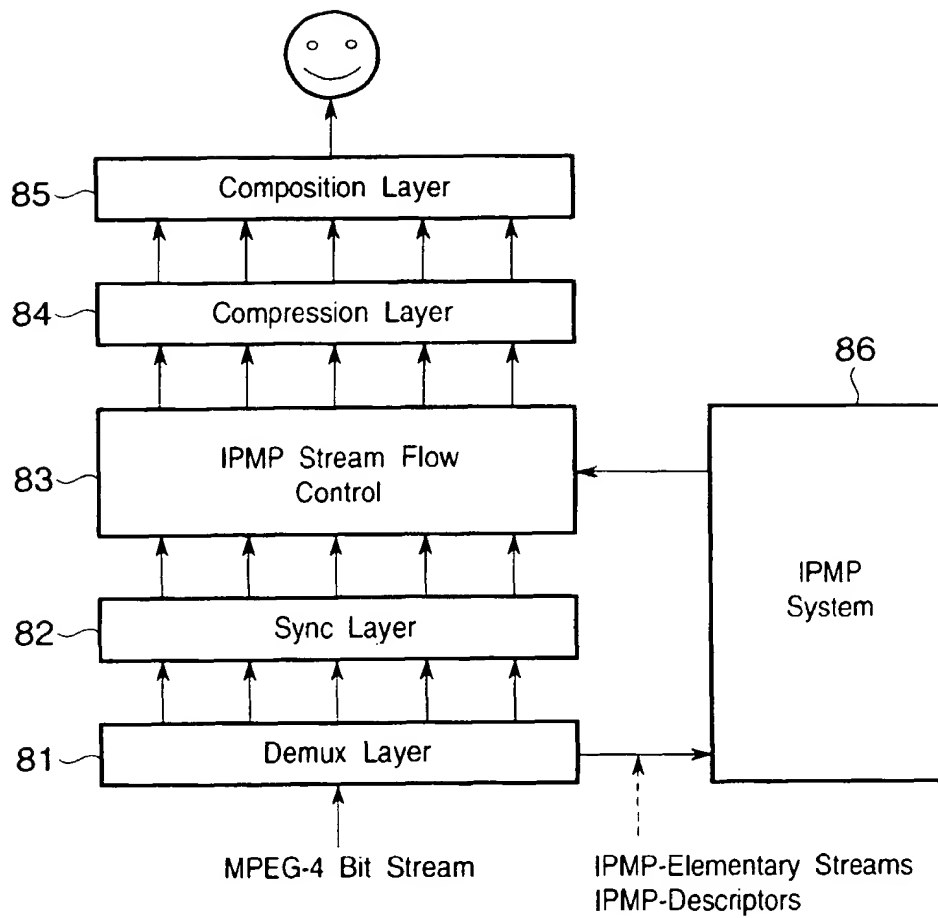 85
Composition Layer
84
Compression Layer
86
83
IPMP Stream Flow
Control
IPMP
System
82
Sync Layer
81
Demux Layer
MPEG-4 Bit Stream
IPMP-Elementary Streams
IPMP-Descriptors